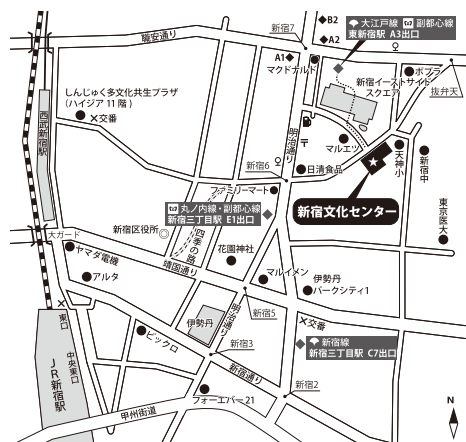 大江戸線 副都心線
東新宿駅 A3出口
B2
A2
新宿7
職安通り
A1
マクドナルド
ポプラ
新宿イーストサイド
スクエア
抜弁天
しんじゅく多文化共生プラザ
(ハイジア 11 階)
交番
西武新宿駅
明治通り
マルエツ
天神小
新宿中
新宿6
日清食品
ファミリーマート
新宿文化センター
東京医大
丸ノ内線・副都心線
新宿三丁目駅 E1出口
新宿区役所
四季の路
花園神社
大ガード
ヤマダ電機
靖国通り
アルタ
マルイメン
伊勢丹
パークシティ1
東口
伊勢丹
明治通り
新宿5
交番
ビックロ
新宿3
新宿線
新宿三丁目駅 C7出口
中央東口
JR新宿駅
新宿通り
新宿2
フォーエバー21
甲州街道
N